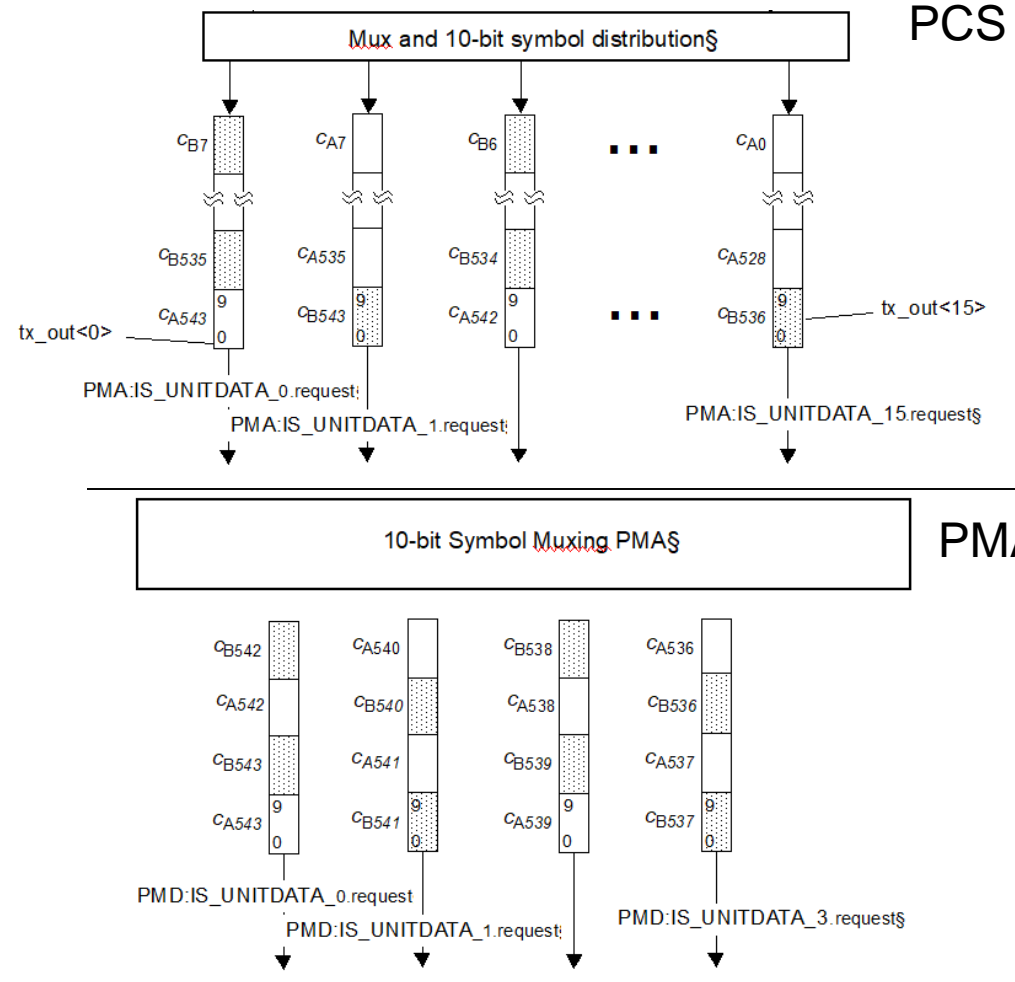 PCS
Mux and 10-bit symbol distribution§
cB7 cA7 cB6 ... cA0
cB535 cA535 cB534 cA528
9 9 9 9
cA543 cB543 cA542 ... cB536
0 0 0 0
tx_out<0> tx_out<15>
PMA:IS_UNITDATA_0.request§
PMA:IS_UNITDATA_1.request§
PMA:IS_UNITDATA_15.request§
10-bit Symbol Muxing PMA§
PMA
cB542 cA540 cB538 cA536
cA542 cB540 cA538 cB536
cB543 cA541 cB539 cA537
9 9 9 9
cA543 cB541 cA539 cB537
0 0 0 0
PMD:IS_UNITDATA_0.request
PMD:IS_UNITDATA_1.request§
PMD:IS_UNITDATA_3.request§